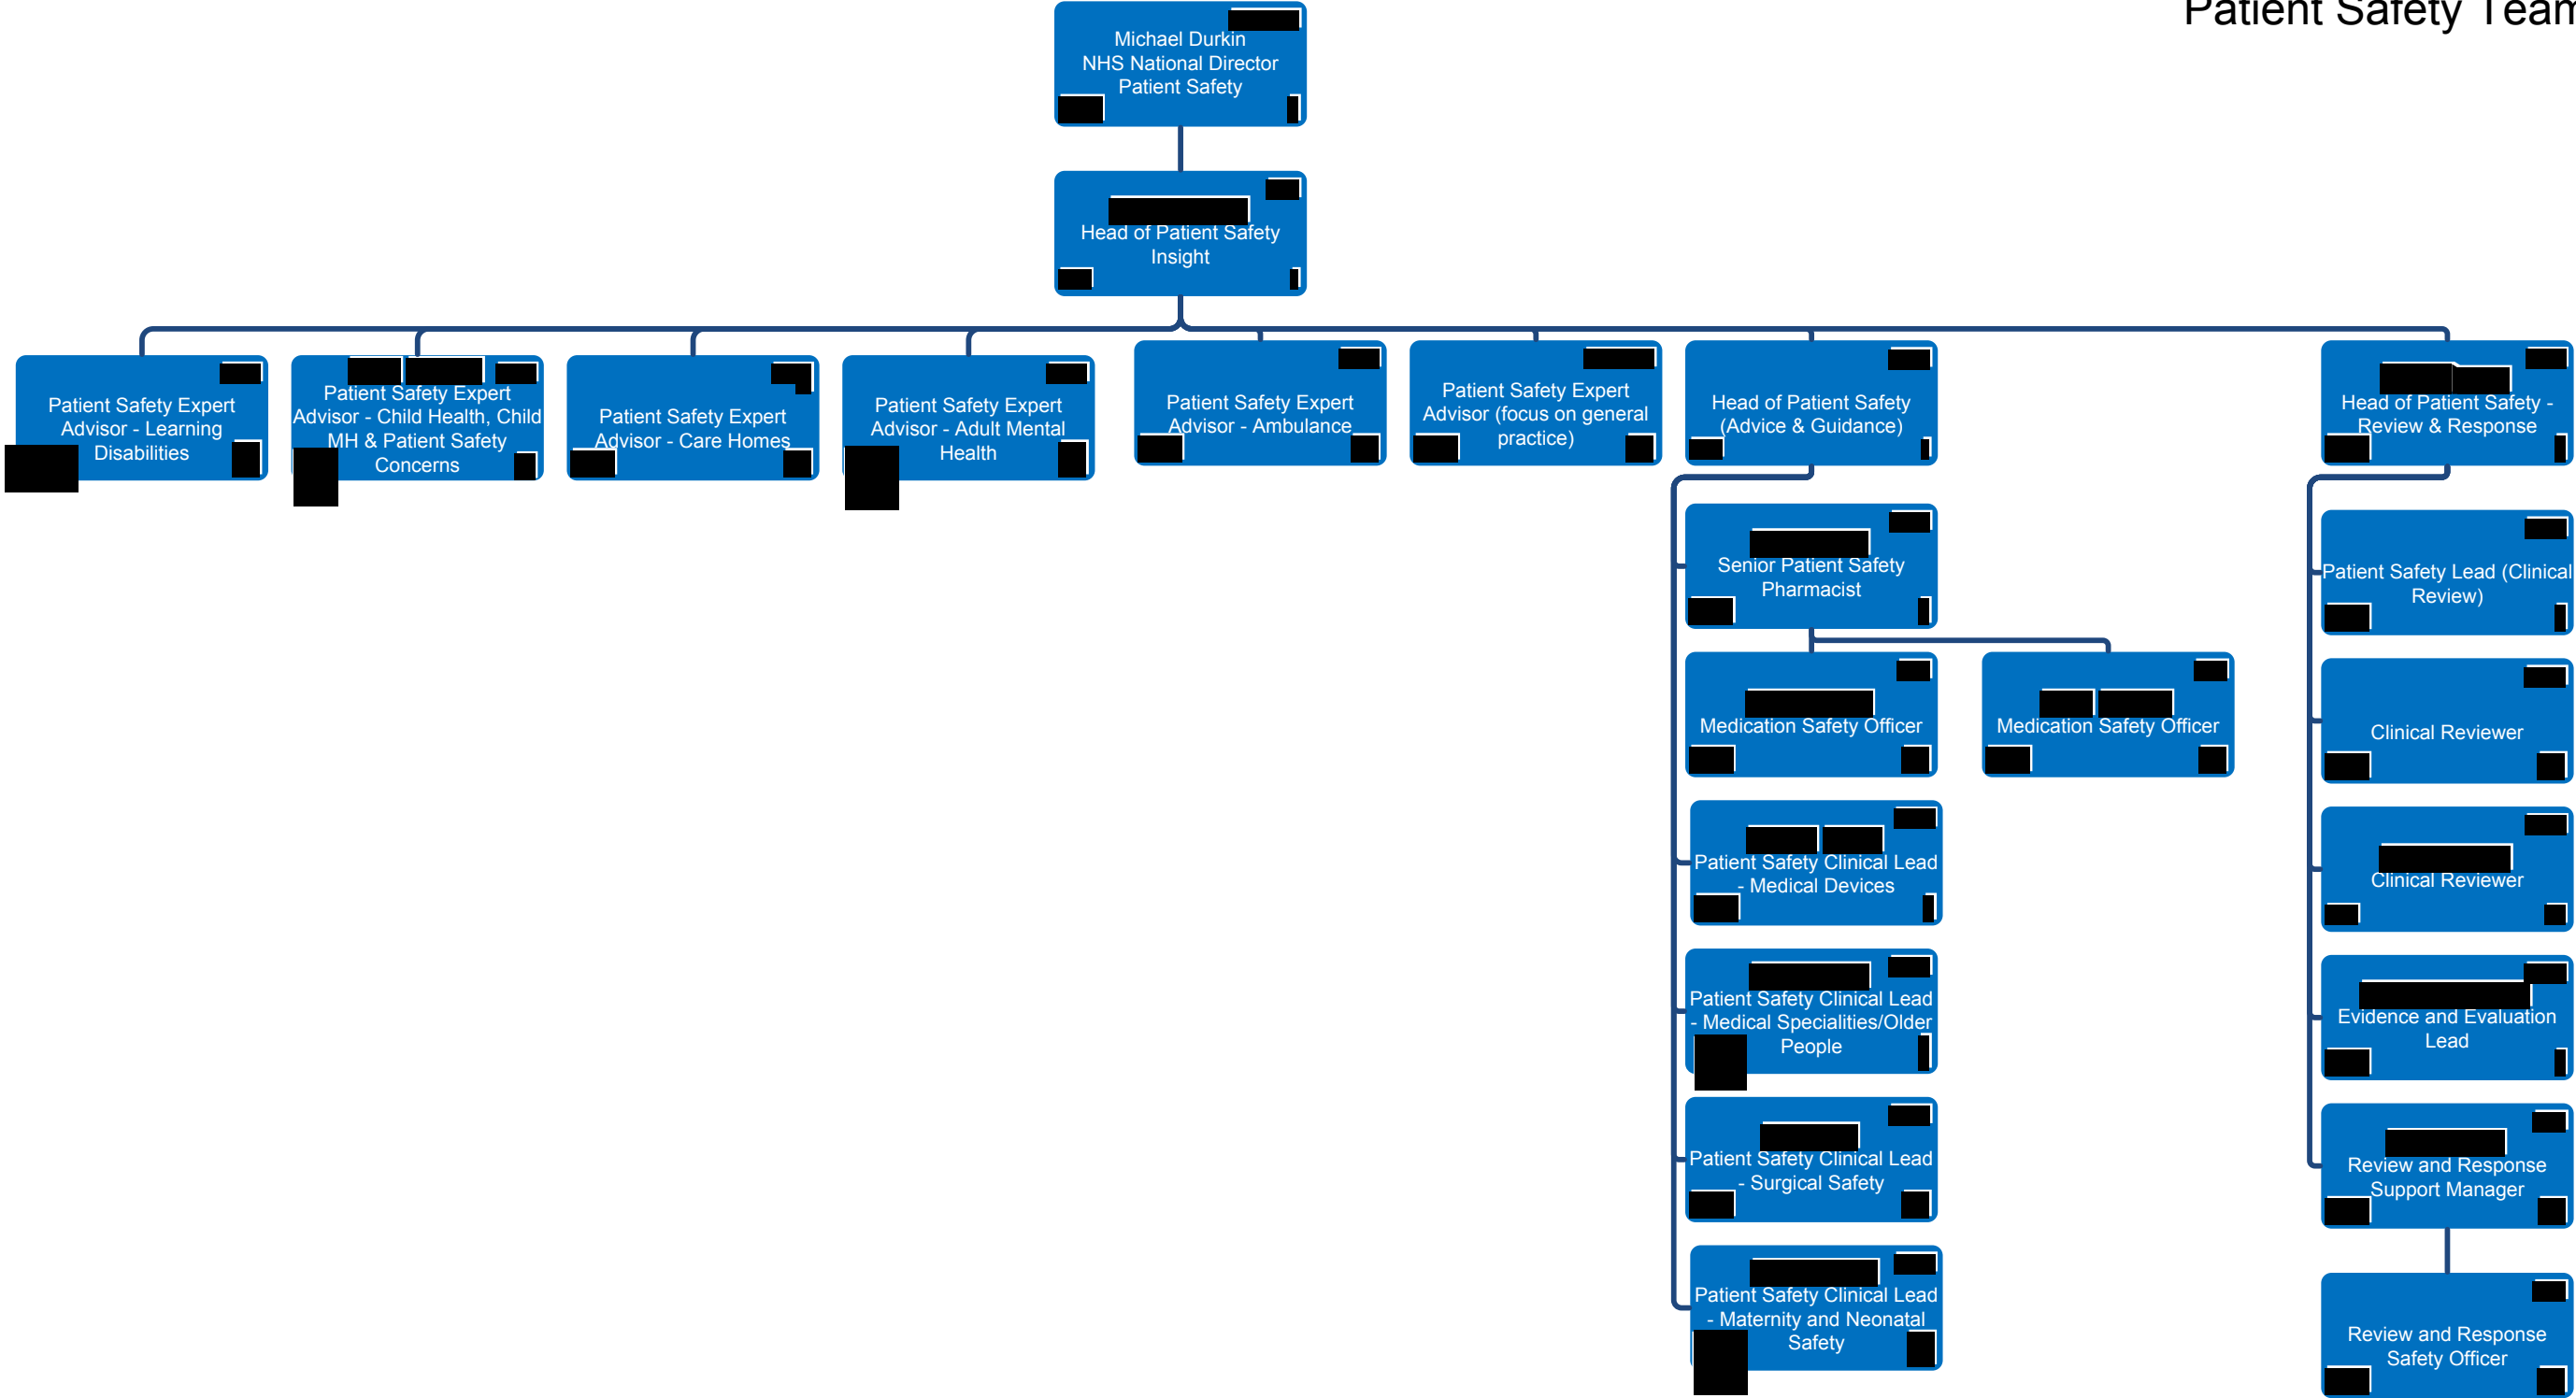 Patient Safety Team
Michael Durkin
NHS National Director
Patient Safety
Head of Patient Safety
Insight
Patient Safety Expert
Advisor - Learning
Disabilities
Patient Safety Expert
Advisor - Child Health, Child
MH & Patient Safety
Concerns
Patient Safety Expert
Advisor - Care Homes
Patient Safety Expert
Advisor - Adult Mental
Health
Patient Safety Expert
Advisor - Ambulance
Patient Safety Expert
Advisor (focus on general
practice)
Head of Patient Safety
(Advice & Guidance)
Head of Patient Safety -
Review & Response
Senior Patient Safety
Pharmacist
Medication Safety Officer
Medication Safety Officer
Patient Safety Clinical Lead
- Medical Devices
Patient Safety Clinical Lead
- Medical Specialities/Older
People
Patient Safety Clinical Lead
- Surgical Safety
Patient Safety Clinical Lead
- Maternity and Neonatal
Safety
Patient Safety Lead (Clinical
Review)
Clinical Reviewer
Clinical Reviewer
Evidence and Evaluation
Lead
Review and Response
Support Manager
Review and Response
Safety Officer